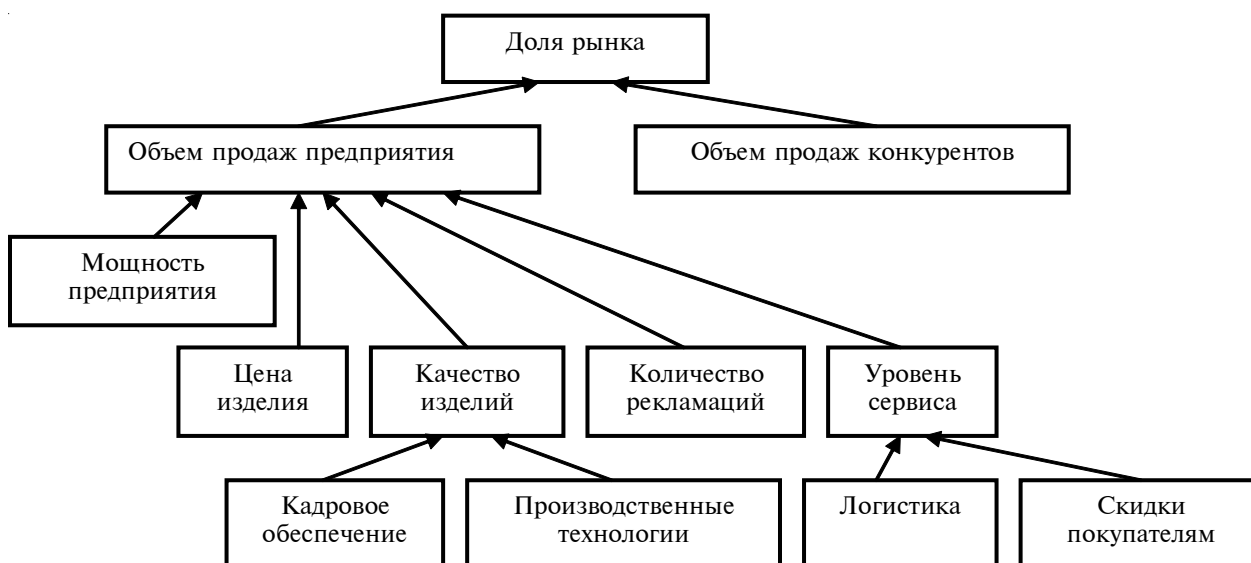 Доля рынка
Объем продаж предприятия
Объем продаж конкурентов
Мощность
предприятия
Цена
изделия
Качество
изделий
Количество
рекламаций
Уровень
сервиса
Кадровое
обеспечение
Производственные
технологии
Логистика
Скидки
покупателям